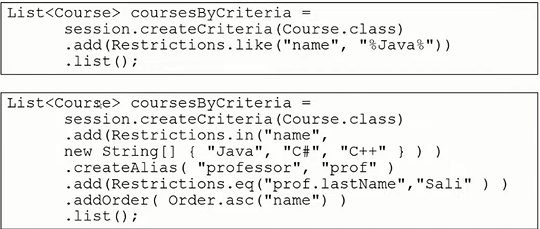 List<Course> coursesByCriteria =
session.createCriteria(Course.class)
.add(Restrictions.like("name", "%Java%"))
.list();
List<Course> coursesByCriteria =
session.createCriteria(Course.class)
.add(Restrictions.in("name",
new String[] { "Java", "C#", "C++" } ) )
.createAlias( "professor", "prof" )
.add(Restrictions.eq("prof.lastName","Sali" ) )
.addOrder( Order.asc("name") )
.list();